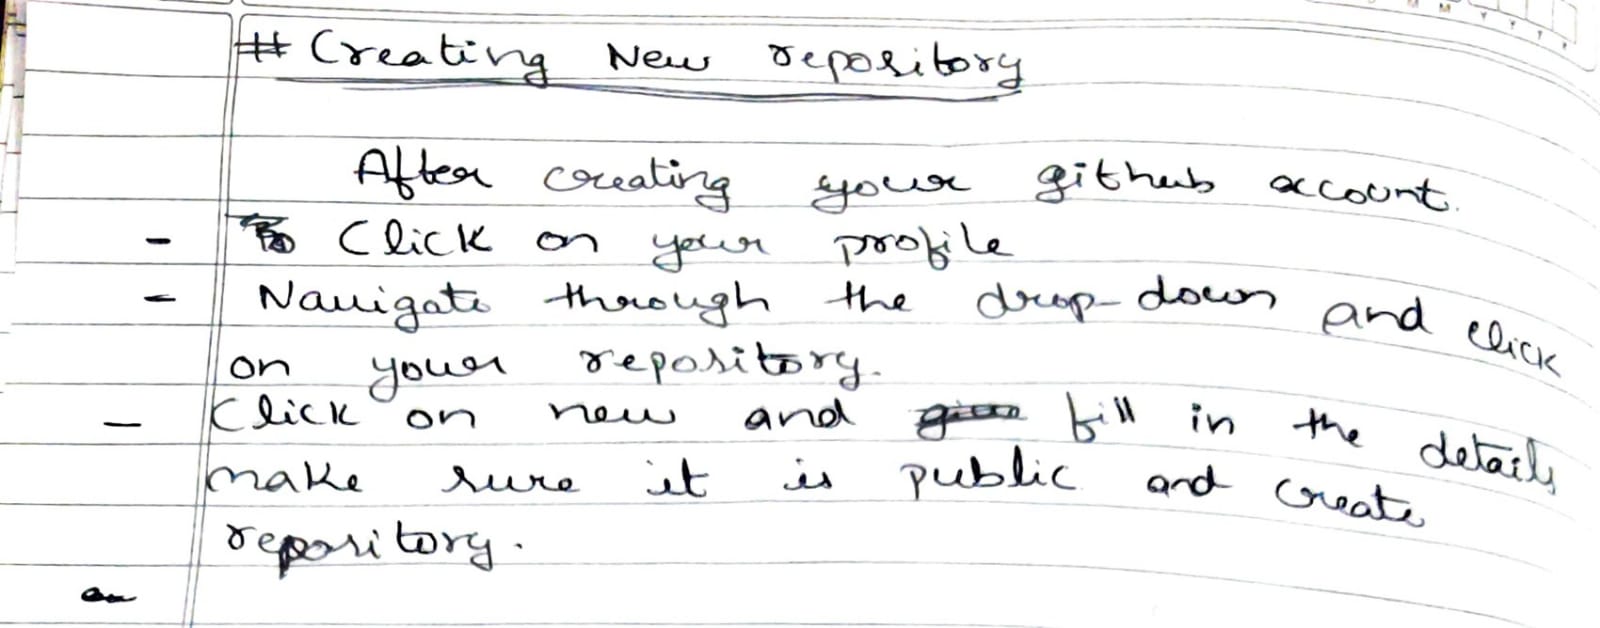 # Creating New repository
After creating your github account.
- Click on your profile
- Navigate through the drop-down and click
on your repository.
- Click on new and fill in the details
make sure it is public and create
repository.